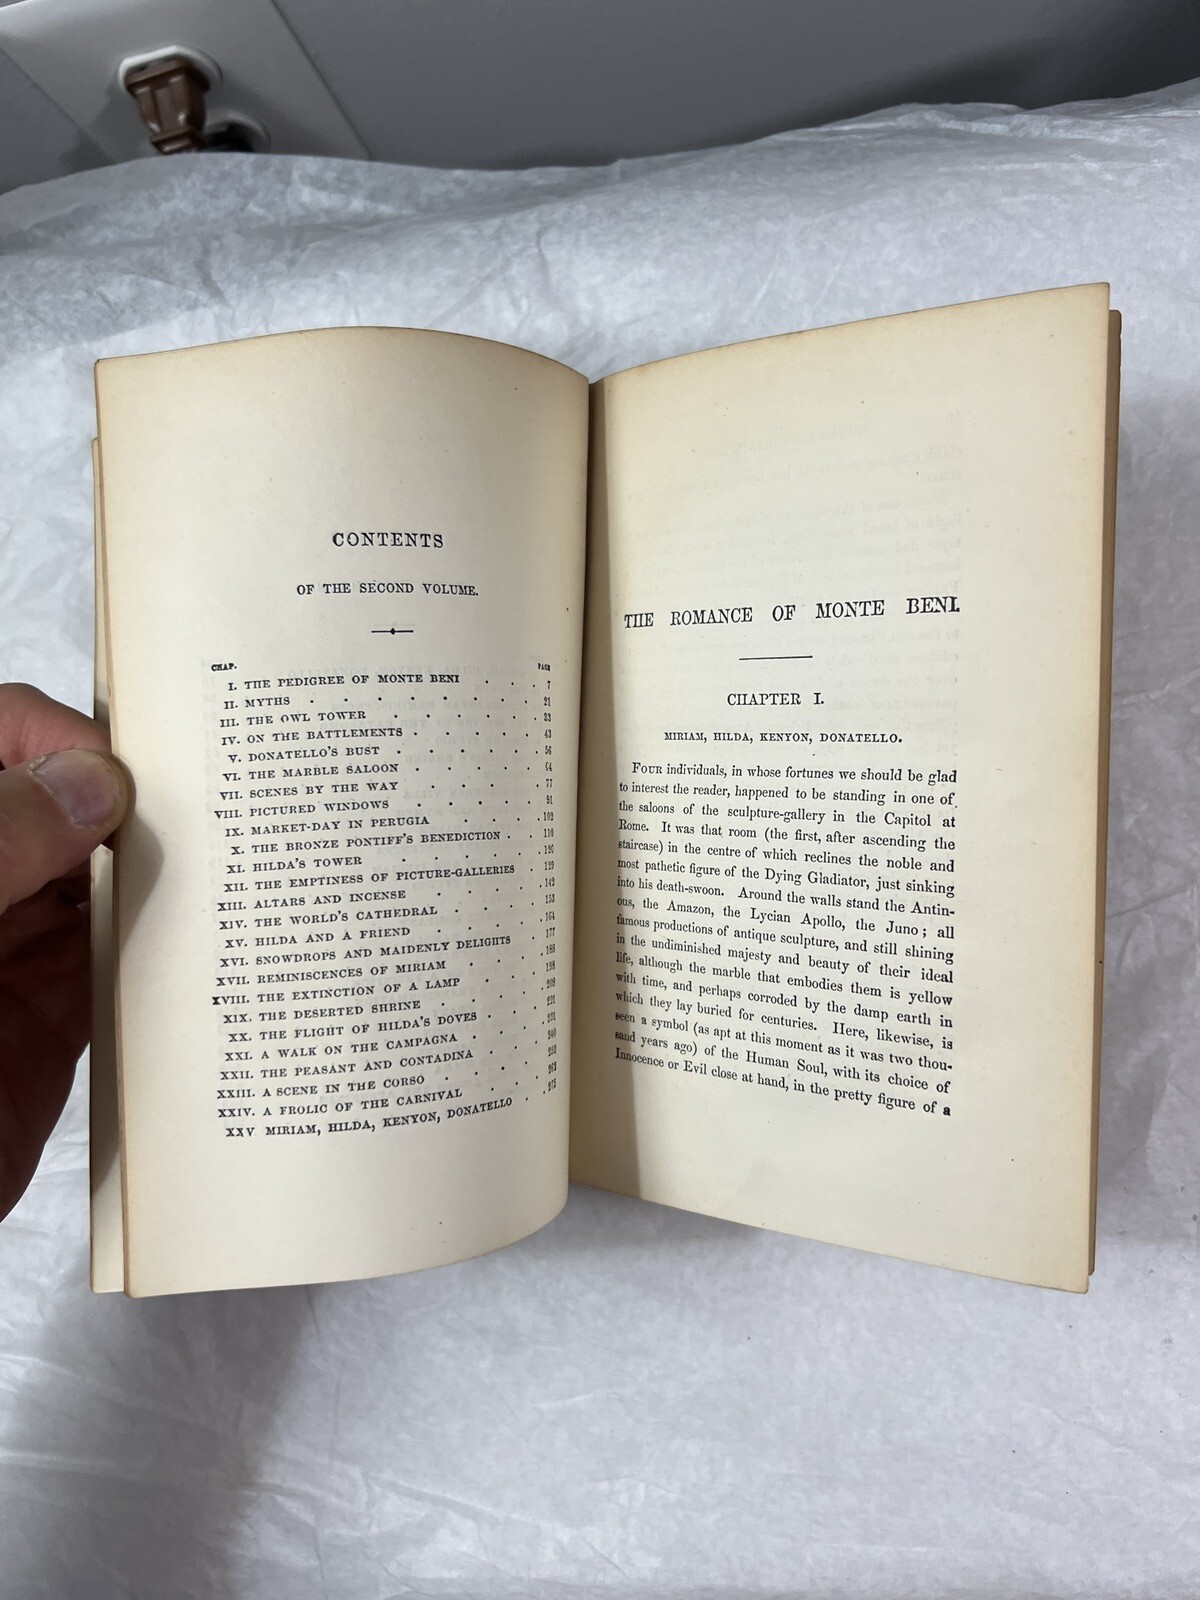 CONTENTS
OF THE SECOND VOLUME.
CHAP. PAGE
I. THE PEDIGREE OF MONTE BENI . . . 7
II. MYTHS . . . . . . . 21
III. THE OWL TOWER . . . . . 33
IV. ON THE BATTLEMENTS . . . . . 43
V. DONATELLO'S BUST . . . . . 56
VI. THE MARBLE SALOON . . . . . 64
VII. SCENES BY THE WAY . . . . 77
VIII. PICTURED WINDOWS . . . . . 91
IX. MARKET-DAY IN PERUGIA . . . . 102
X. THE BRONZE PONTIFF'S BENEDICTION . . 110
XI. HILDA'S TOWER . . . . . 120
XII. THE EMPTINESS OF PICTURE-GALLERIES . 129
XIII. ALTARS AND INCENSE . . . . 142
XIV. THE WORLD'S CATHEDRAL . . . . 153
XV. HILDA AND A FRIEND . . . . 164
XVI. SNOWDROPS AND MAIDENLY DELIGHTS . . 177
XVII. REMINISCENCES OF MIRIAM . . . . 188
XVIII. THE EXTINCTION OF A LAMP . . . 198
XIX. THE DESERTED SHRINE . . . . 209
XX. THE FLIGHT OF HILDA'S DOVES . . . 221
XXI. A WALK ON THE CAMPAGNA . . . . 231
XXII. THE PEASANT AND CONTADINA . . . 240
XXIII. A SCENE IN THE CORSO . . . . 252
XXIV. A FROLIC OF THE CARNIVAL . . . 262
XXV MIRIAM, HILDA, KENYON, DONATELLO . . 275
THE ROMANCE OF MONTE BENI.
CHAPTER I.
MIRIAM, HILDA, KENYON, DONATELLO.
FOUR individuals, in whose fortunes we should be glad
to interest the reader, happened to be standing in one of
the saloons of the sculpture-gallery in the Capitol at
Rome. It was that room (the first, after ascending the
staircase) in the centre of which reclines the noble and
most pathetic figure of the Dying Gladiator, just sinking
into his death-swoon. Around the walls stand the Antin-
ous, the Amazon, the Lycian Apollo, the Juno; all
famous productions of antique sculpture, and still shining
in the undiminished majesty and beauty of their ideal
life, although the marble that embodies them is yellow
with time, and perhaps corroded by the damp earth in
which they lay buried for centuries. Here, likewise, is
seen a symbol (as apt at this moment as it was two thou-
sand years ago) of the Human Soul, with its choice of
Innocence or Evil close at hand, in the pretty figure of a